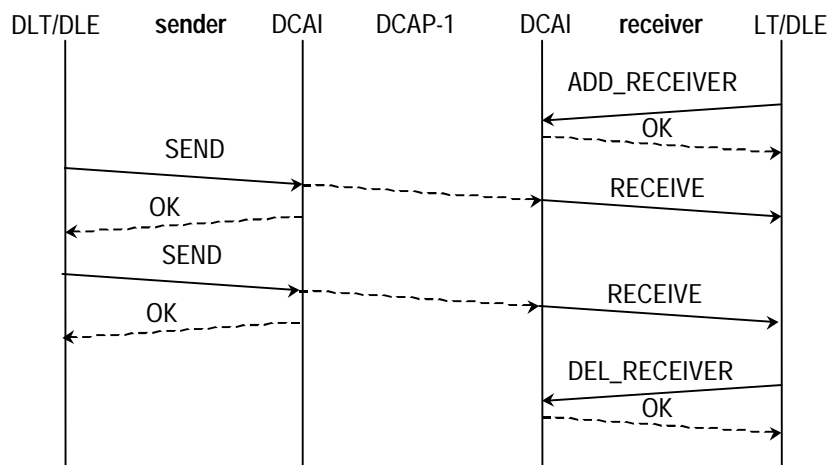 DLT/DLE sender DCAI DCAP-1 DCAI receiver LT/DLE
ADD_RECEIVER
OK
SEND
RECEIVE
OK
SEND
RECEIVE
OK
DEL_RECEIVER
OK